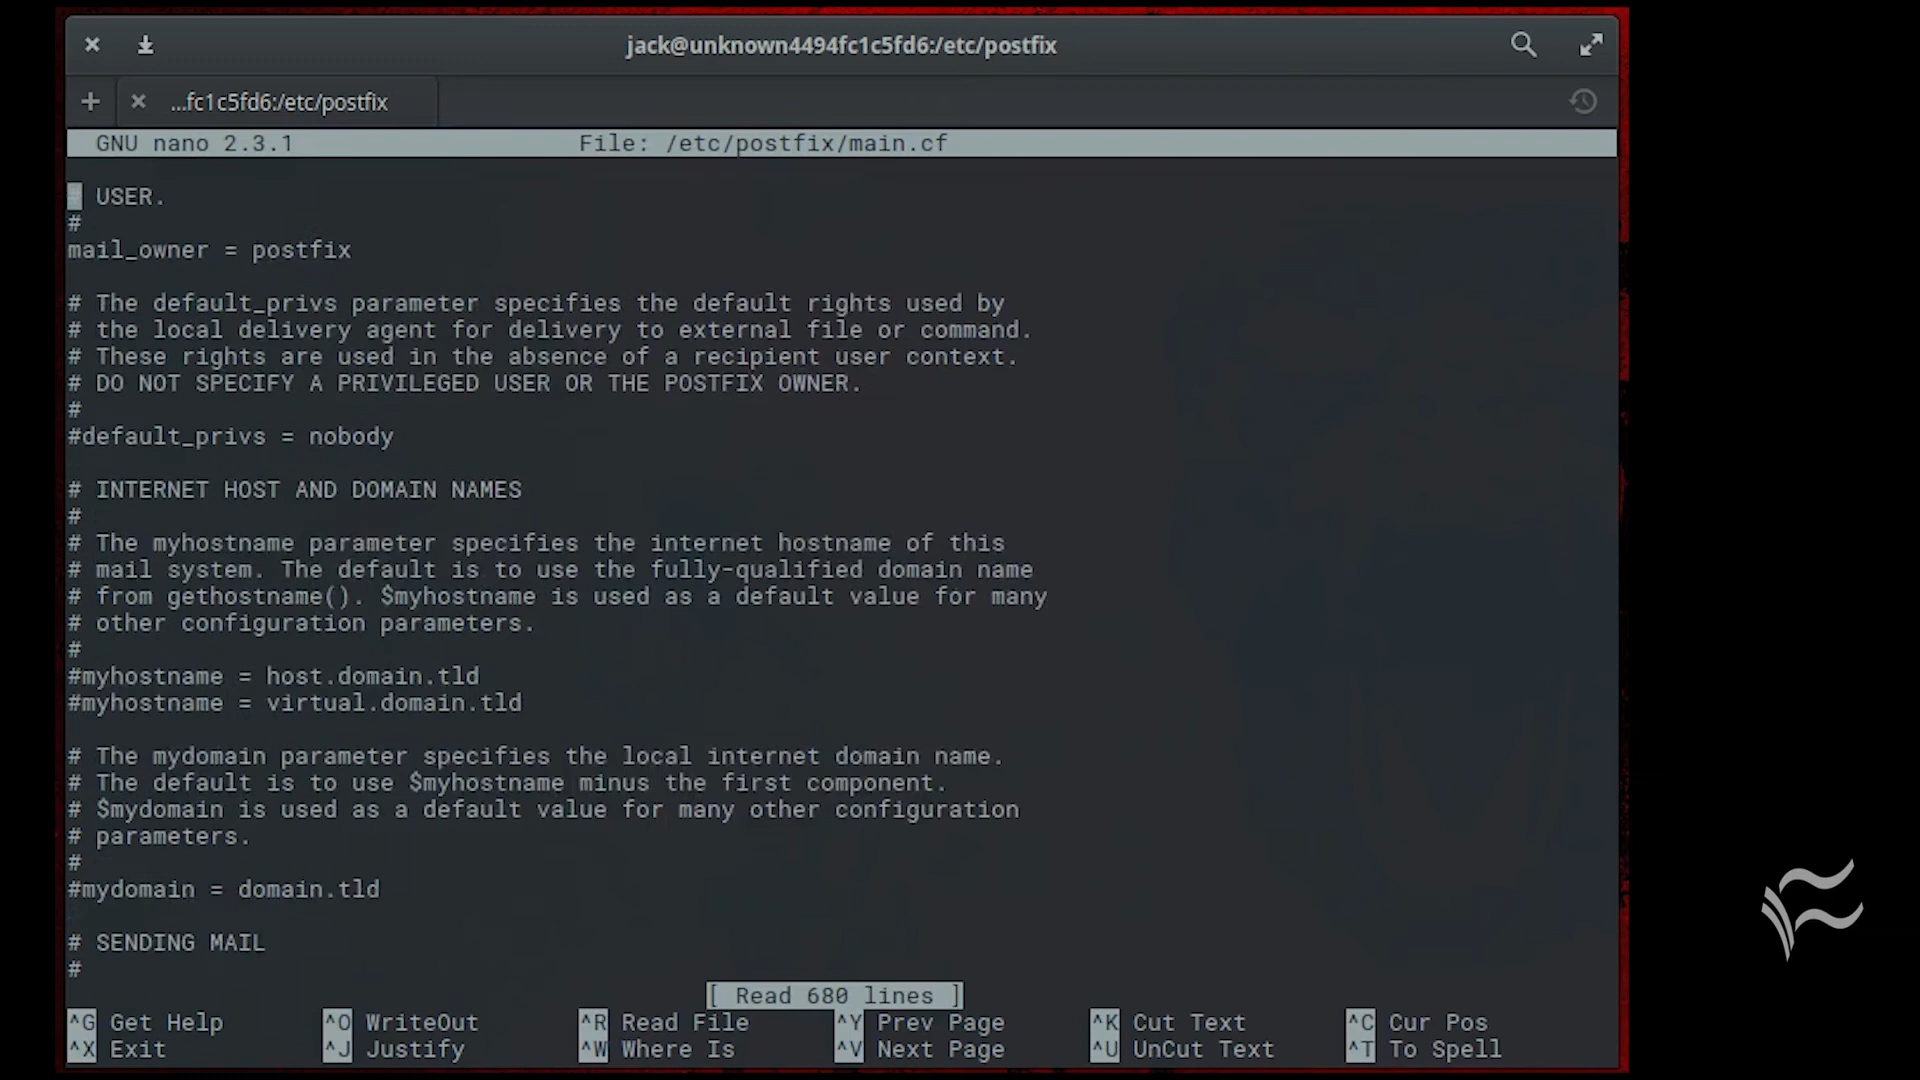 jack@unknown4494fc1c5fd6:/etc/postfix
...fc1c5fd6:/etc/postfix
GNU nano 2.3.1 File: /etc/postfix/main.cf
# USER.
#
mail_owner = postfix
# The default_privs parameter specifies the default rights used by
# the local delivery agent for delivery to external file or command.
# These rights are used in the absence of a recipient user context.
# DO NOT SPECIFY A PRIVILEGED USER OR THE POSTFIX OWNER.
#
#default_privs = nobody
# INTERNET HOST AND DOMAIN NAMES
#
# The myhostname parameter specifies the internet hostname of this
# mail system. The default is to use the fully-qualified domain name
# from gethostname(). $myhostname is used as a default value for many
# other configuration parameters.
#
#myhostname = host.domain.tld
#myhostname = virtual.domain.tld
# The mydomain parameter specifies the local internet domain name.
# The default is to use $myhostname minus the first component.
# $mydomain is used as a default value for many other configuration
# parameters.
#
#mydomain = domain.tld
# SENDING MAIL
#
[ Read 680 lines ]
^G Get Help ^O WriteOut ^R Read File ^Y Prev Page ^K Cut Text ^C Cur Pos
^X Exit ^J Justify ^W Where Is ^V Next Page ^U UnCut Text ^T To Spell